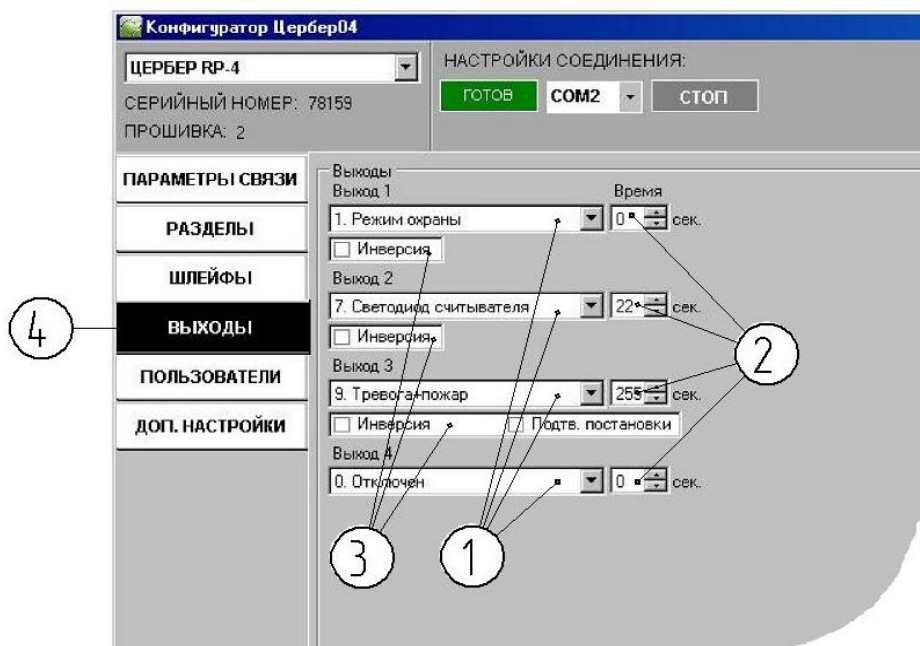 Конфигуратор Цербер04
ЦЕРБЕР RP-4
СЕРИЙНЫЙ НОМЕР: 78159
ПРОШИВКА: 2
НАСТРОЙКИ СОЕДИНЕНИЯ:
ГОТОВ COM2 СТОП
ПАРАМЕТРЫ СВЯЗИ
РАЗДЕЛЫ
ШЛЕЙФЫ
ВЫХОДЫ
ПОЛЬЗОВАТЕЛИ
ДОП. НАСТРОЙКИ
Выходы
Выход 1 Время
1. Режим охраны 0 сек.
Инверсия
Выход 2
7. Светодиод считывателя 22 сек.
Инверсия
Выход 3
9. Тревога+пожар 255 сек.
Инверсия Подтв. постановки
Выход 4
0. Отключен 0 сек.
4
2
3
1